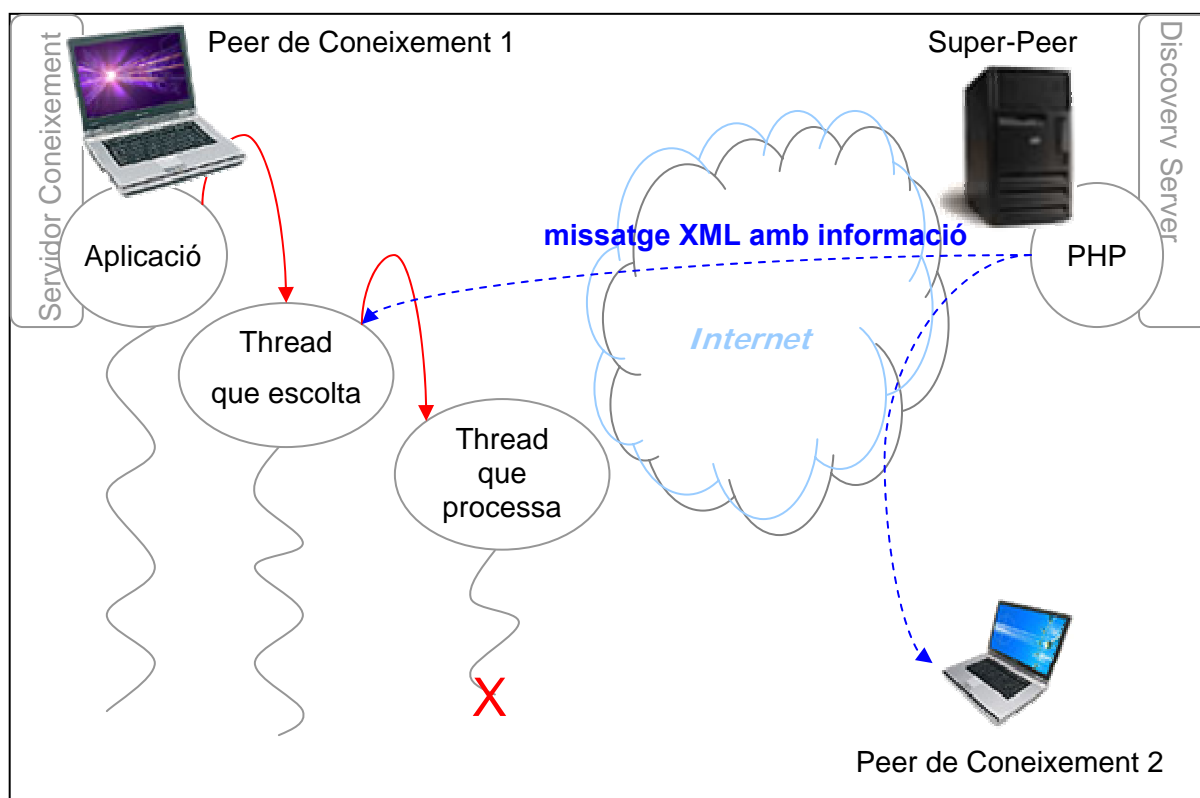 Servidor Coneixement
Peer de Coneixement 1
Super-Peer
Discovery Server
Aplicació
missatge XML amb informació
PHP
Internet
Thread
que escolta
Thread
que
processa
X
Peer de Coneixement 2